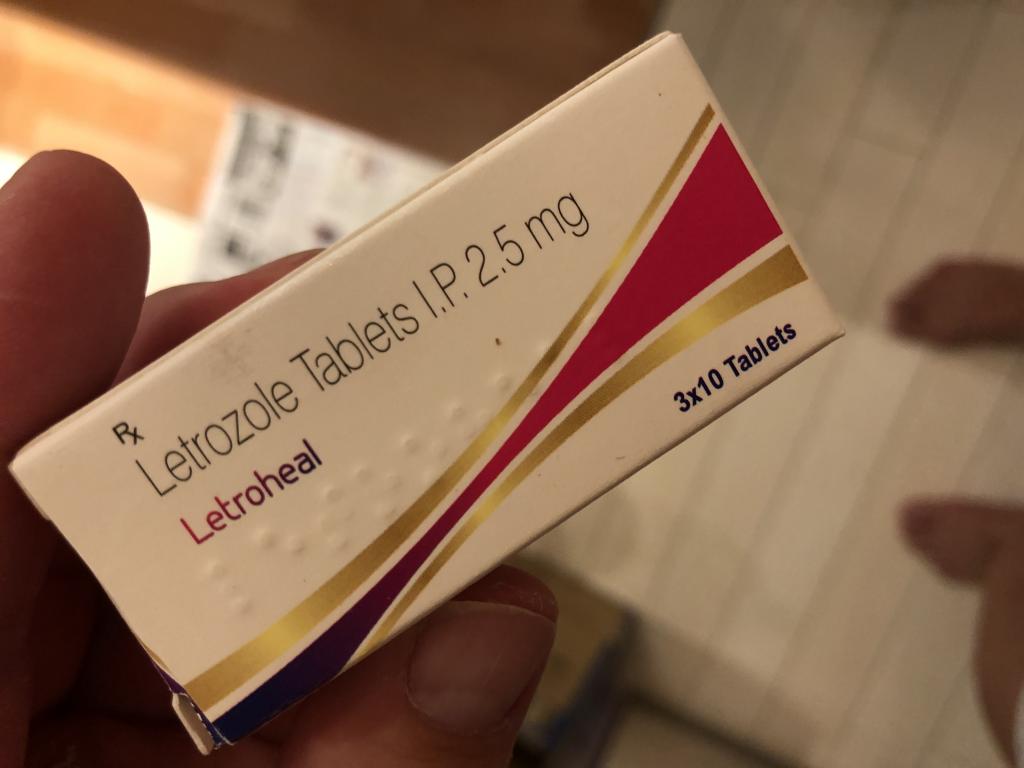 Rx
Letrozole Tablets I.P. 2.5 mg
Letroheal
3x10 Tablets